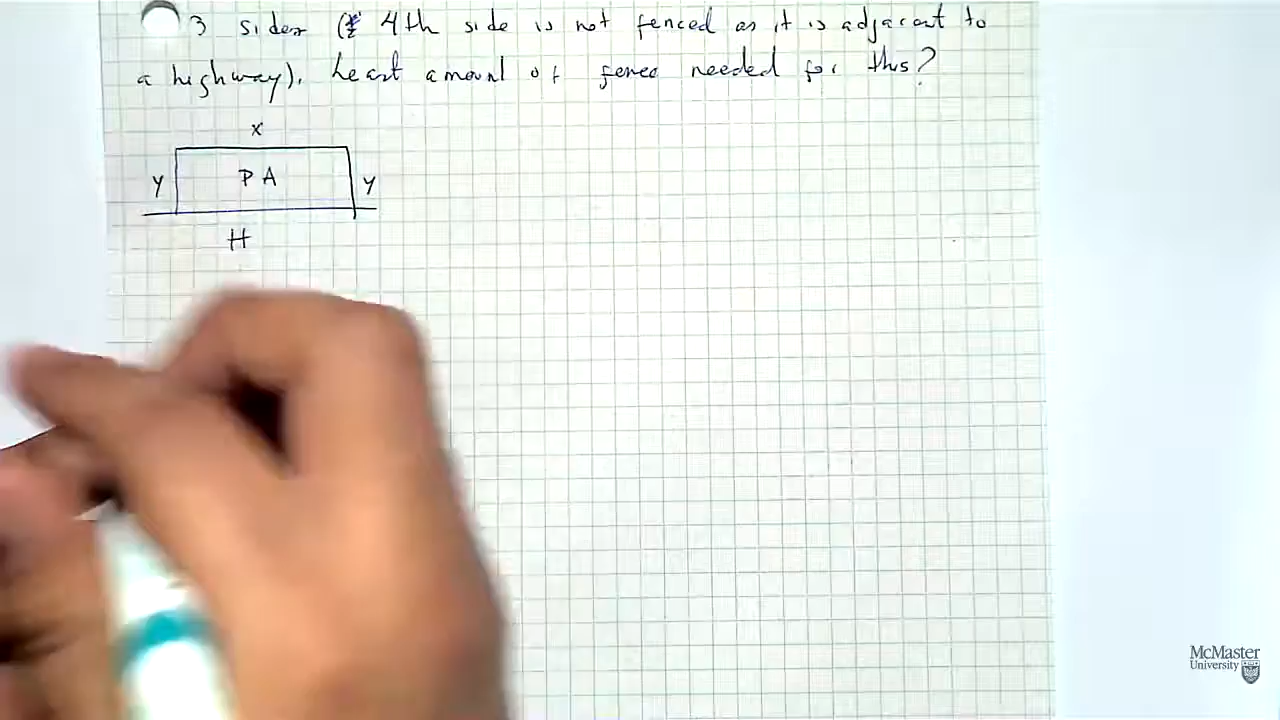 3 sides ( 4th side is not fenced as it is adjacent to
a highway). Least amount of fence needed for this?
x
y P A y
H
McMaster
University